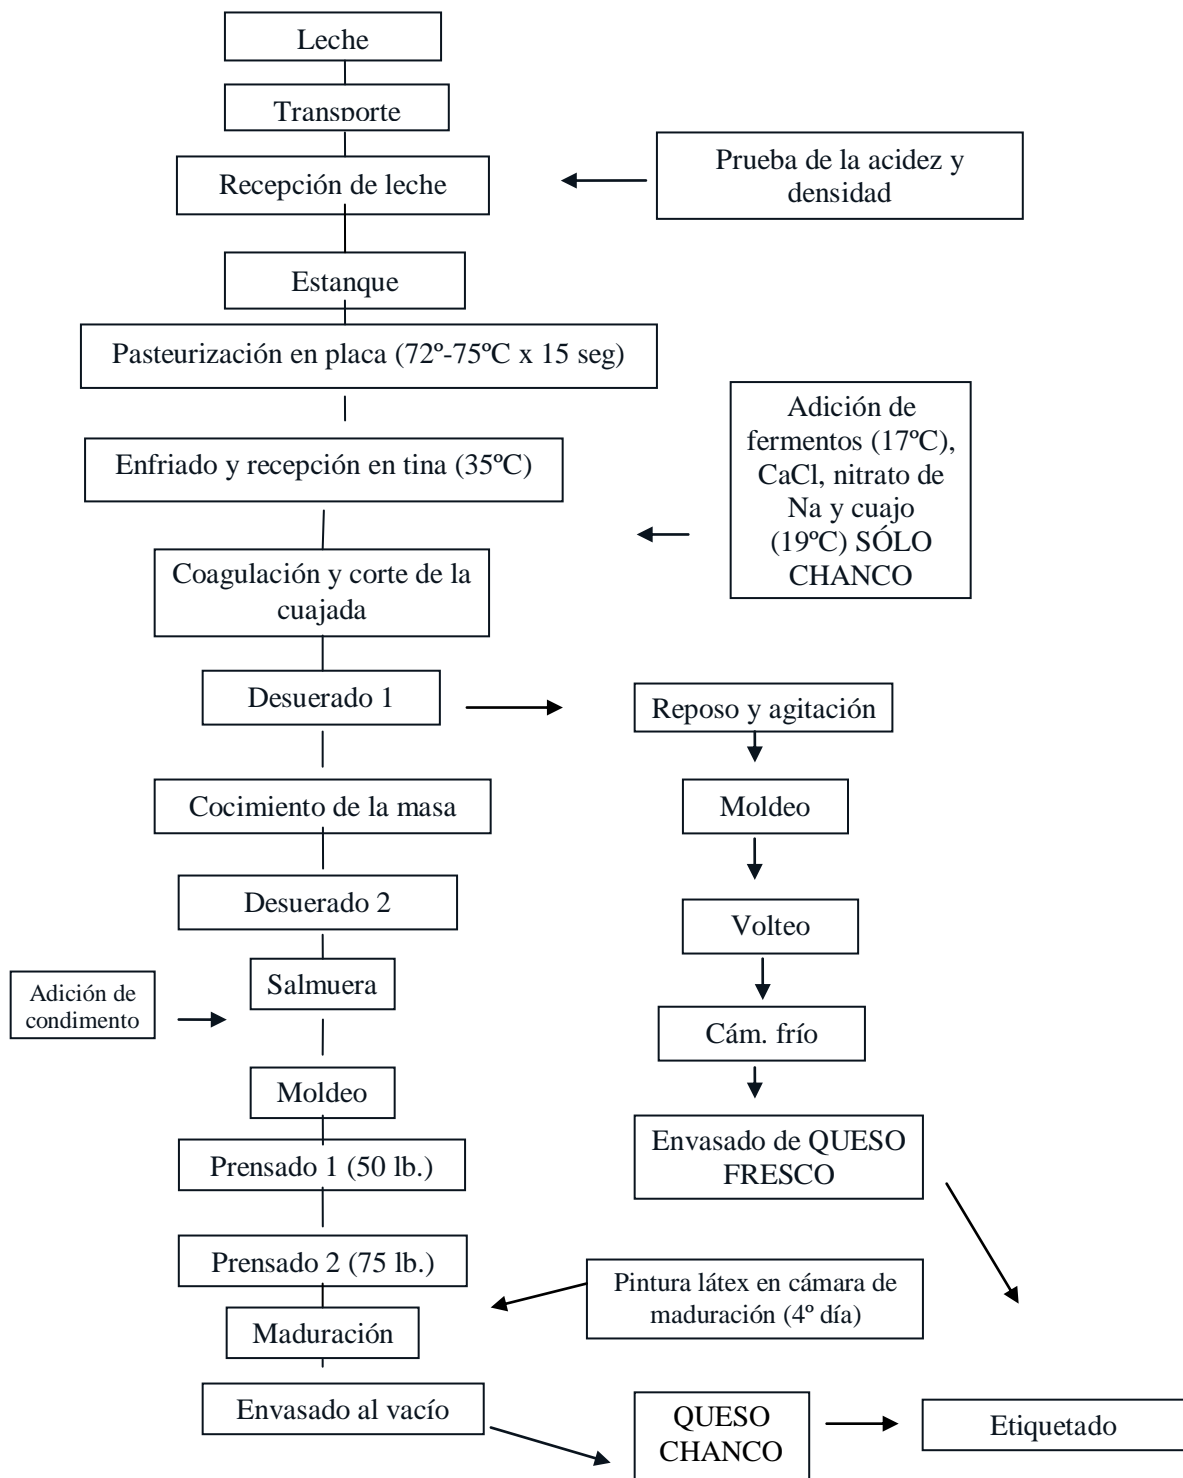 Leche
Transporte
Recepción de leche
Prueba de la acidez y
densidad
Estanque
Pasteurización en placa (72º-75ºC x 15 seg)
Enfriado y recepción en tina (35ºC)
Adición de
fermentos (17ºC),
CaCl, nitrato de
Na y cuajo
(19ºC) SÓLO
CHANCO
Coagulación y corte de la
cuajada
Desuerado 1
Reposo y agitación
Cocimiento de la masa
Moldeo
Desuerado 2
Volteo
Salmuera
Adición de
condimento
Cám. frío
Moldeo
Envasado de QUESO
FRESCO
Prensado 1 (50 lb.)
Prensado 2 (75 lb.)
Pintura látex en cámara de
maduración (4º día)
Maduración
Envasado al vacío
QUESO
CHANCO
Etiquetado